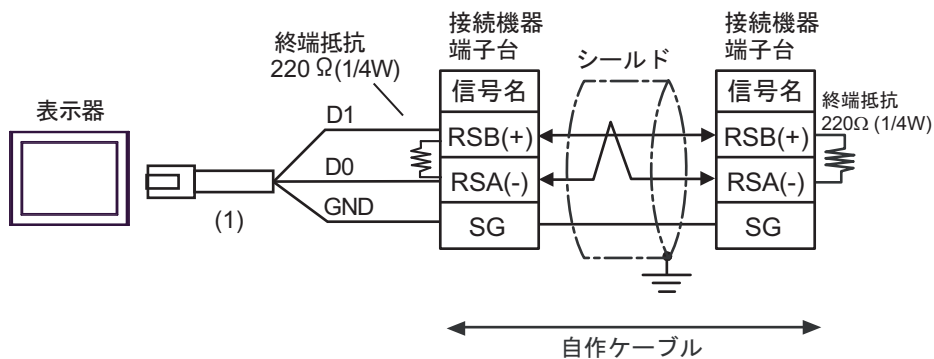 接続機器
端子台
接続機器
端子台
終端抵抗
220 Ω(1/4W)
シールド
表示器
信号名
信号名
終端抵抗
220Ω (1/4W)
D1
RSB(+)
RSB(+)
D0
RSA(-)
RSA(-)
(1)
GND
SG
SG
自作ケーブル